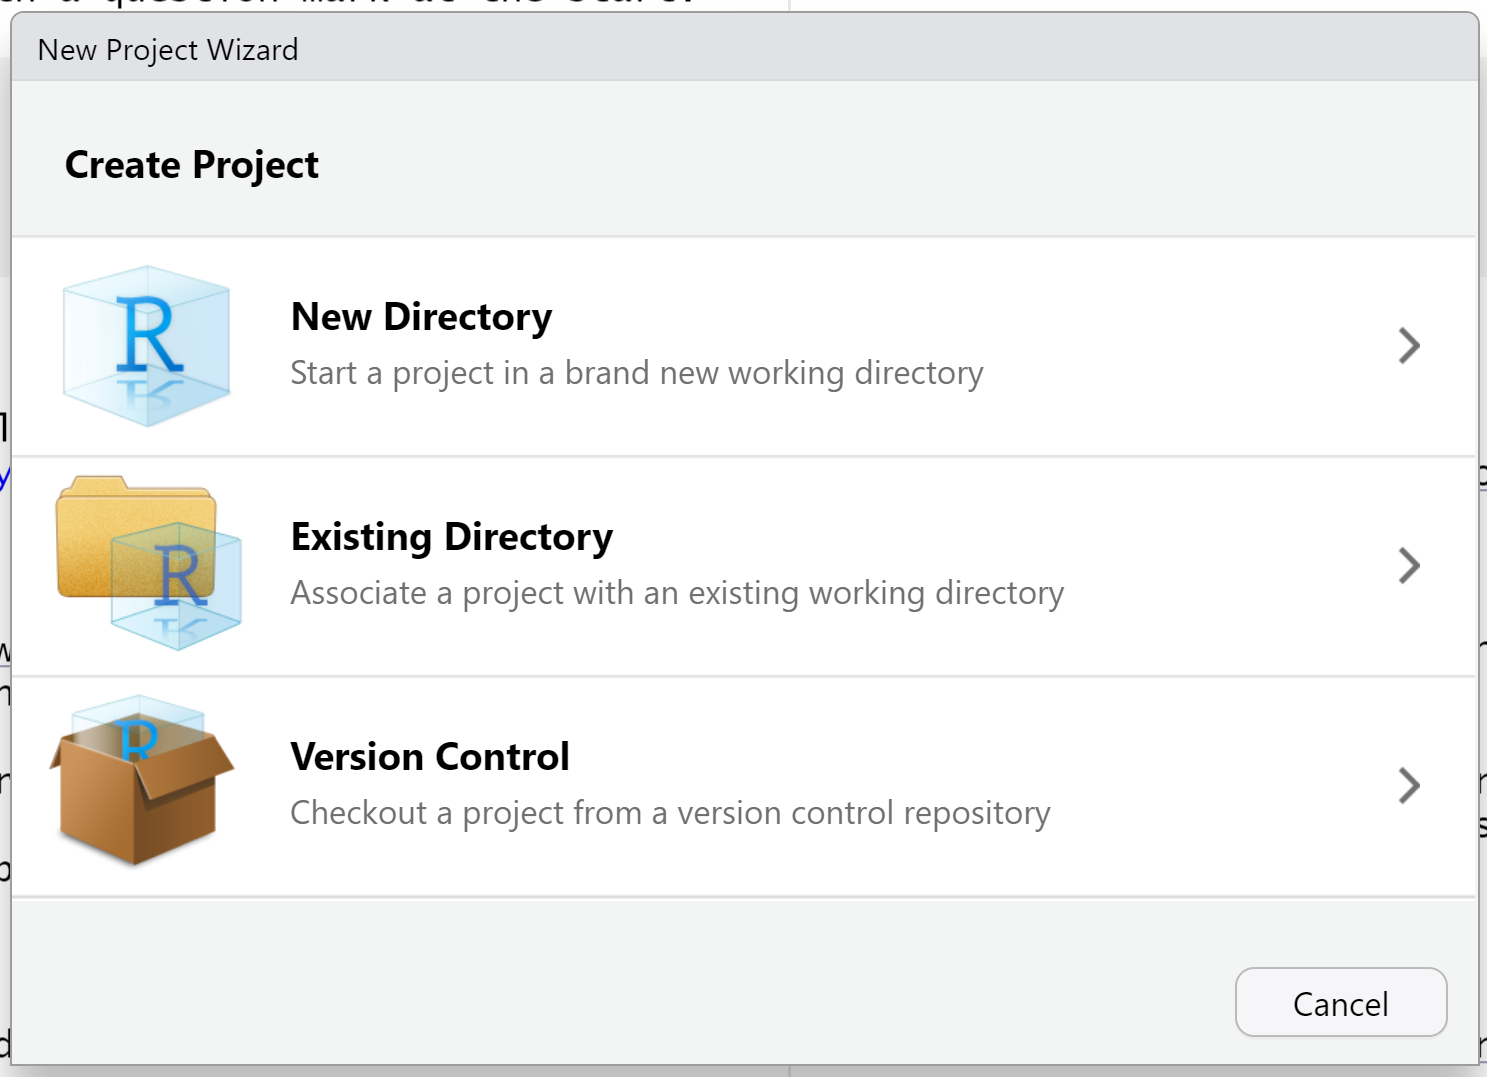 New Project Wizard
Create Project
R
New Directory
Start a project in a brand new working directory
R
Existing Directory
Associate a project with an existing working directory
R
Version Control
Checkout a project from a version control repository
Cancel